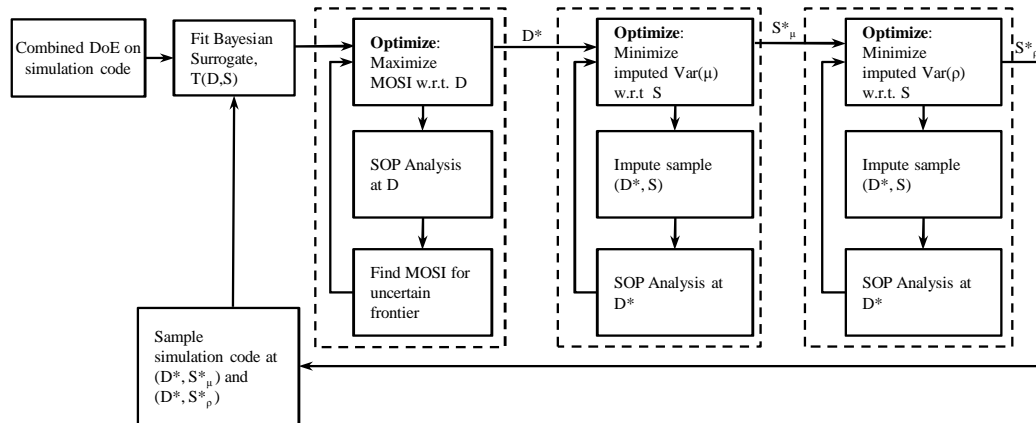 Combined DoE on
simulation code
Fit Bayesian
Surrogate,
T(D,S)
Optimize:
Maximize
MOSI w.r.t. D
SOP Analysis
at D
Find MOSI for
uncertain
frontier
D*
Optimize:
Minimize
imputed Var(μ)
w.r.t S
Impute sample
(D*, S)
SOP Analysis at
D*
S*μ
Optimize:
Minimize
imputed Var(ρ)
w.r.t. S
Impute sample
(D*, S)
SOP Analysis at
D*
S*ρ
Sample
simulation code at
(D*, S*μ) and
(D*, S*ρ)